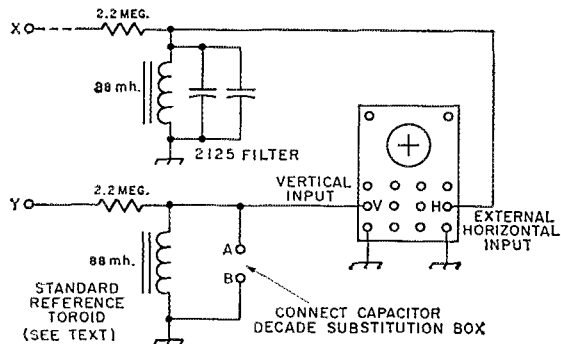 2.2 MEG.
X
88 mh.
2125 FILTER
2.2 MEG.
Y
VERTICAL
INPUT
V
H
EXTERNAL
HORIZONTAL
INPUT
A
B
88 mh.
STANDARD
REFERENCE
TOROID
(SEE TEXT)
CONNECT CAPACITOR
DECADE SUBSTITUTION BOX